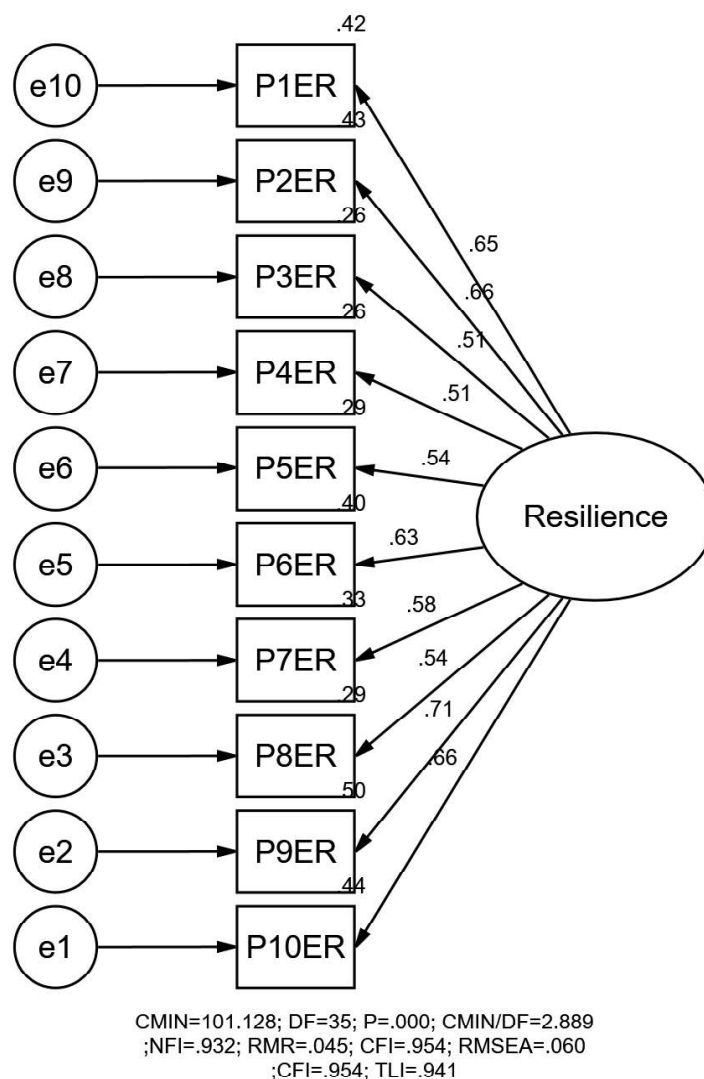 .42
e10 P1ER
.43
e9 P2ER
.26
.65
e8 P3ER
.66
.26
.51
e7 P4ER
.51
.29
.54
e6 P5ER
.40
Resilience
.63
e5 P6ER
.33
.58
e4 P7ER
.54
.29
.71
e3 P8ER
.66
.50
e2 P9ER
.44
e1 P10ER
CMIN=101.128; DF=35; P=.000; CMIN/DF=2.889
;NFI=.932; RMR=.045; CFI=.954; RMSEA=.060
;CFI=.954; TLI=.941